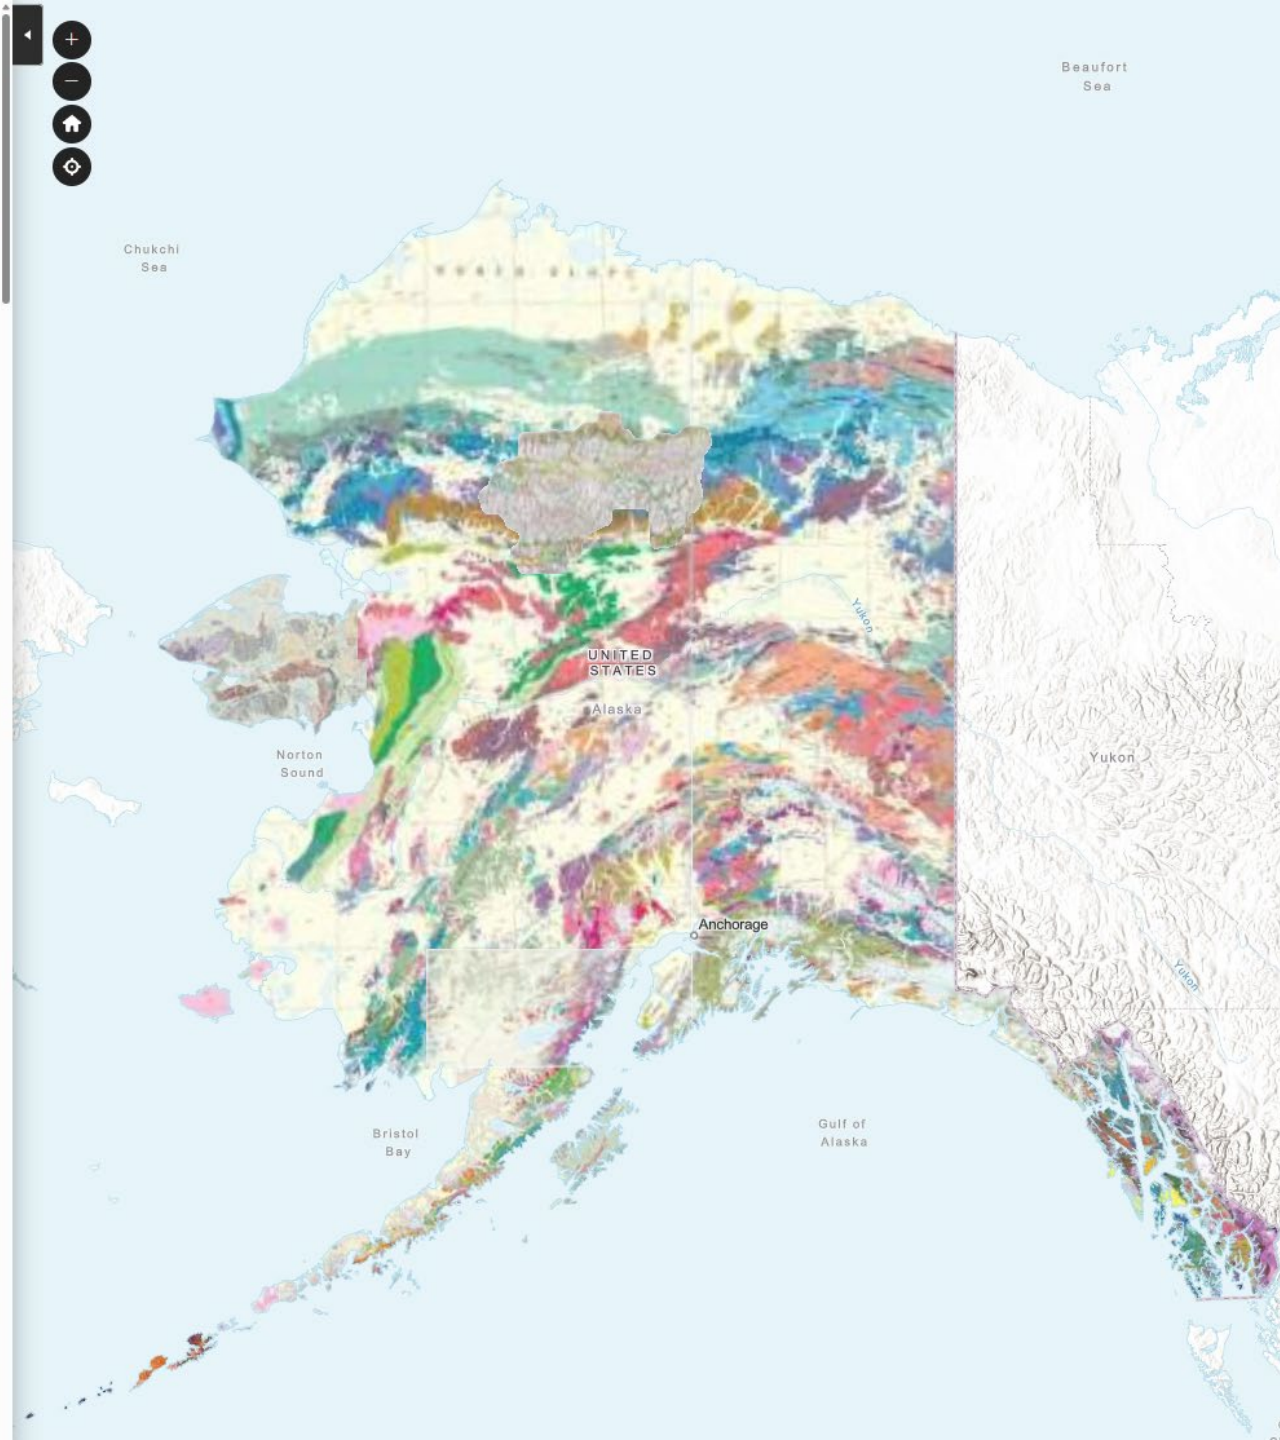 Beaufort
Sea
Chukchi
Sea
Yukon
UNITED
STATES
Alaska
Norton
Sound
Yukon
Anchorage
Yukon
Bristol
Bay
Gulf of
Alaska